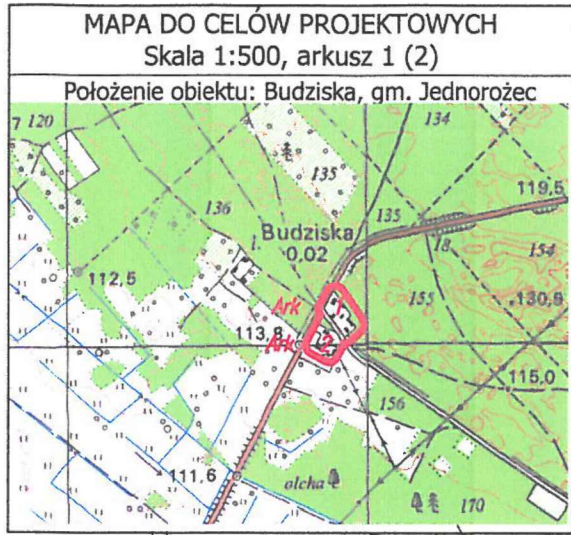 MAPA DO CELÓW PROJEKTOWYCH
Skala 1:500, arkusz 1 (2)
Położenie obiektu: Budziska, gm. Jednorożec
7 120
134
135
119,5
136
135
Budziska
0,02
18
154
l.
112,5
155
130,9
Ark 1
113,8
Ark 2
115,0
156
111,6
olcha
170